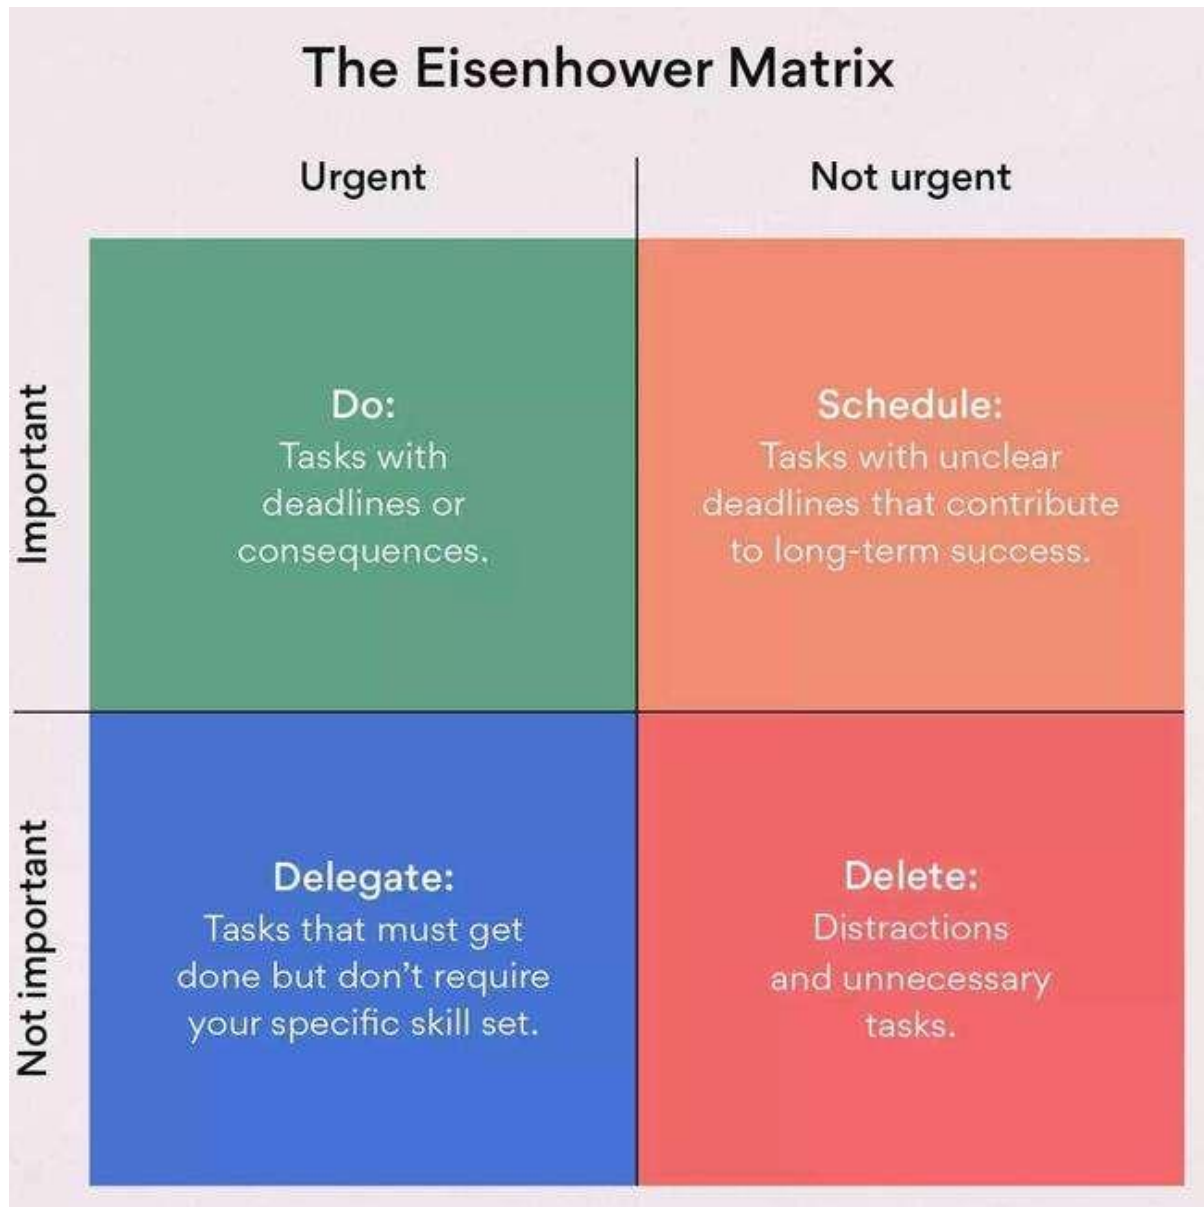 The Eisenhower Matrix
Urgent
Not urgent
Important
Do:
Tasks with
deadlines or
consequences.
Schedule:
Tasks with unclear
deadlines that contribute
to long-term success.
Not important
Delegate:
Tasks that must get
done but don’t require
your specific skill set.
Delete:
Distractions
and unnecessary
tasks.